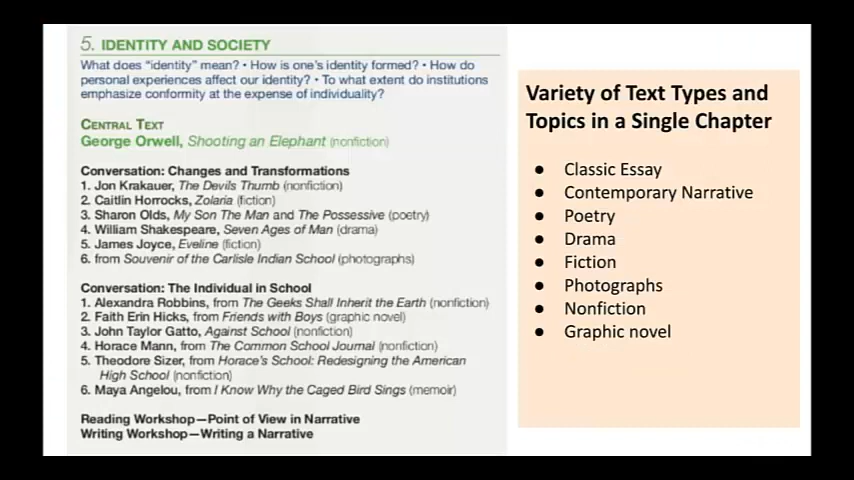 5. IDENTITY AND SOCIETY
What does "identity" mean? • How is one's identity formed? • How do
personal experiences affect our identity? • To what extent do institutions
emphasize conformity at the expense of individuality?
CENTRAL TEXT
George Orwell, Shooting an Elephant (nonfiction)
Conversation: Changes and Transformations
1. Jon Krakauer, The Devils Thumb (nonfiction)
2. Caitlin Horrocks, Zolaria (fiction)
3. Sharon Olds, My Son The Man and The Possessive (poetry)
4. William Shakespeare, Seven Ages of Man (drama)
5. James Joyce, Eveline (fiction)
6. from Souvenir of the Carlisle Indian School (photographs)
Conversation: The Individual in School
1. Alexandra Robbins, from The Geeks Shall Inherit the Earth (nonfiction)
2. Faith Erin Hicks, from Friends with Boys (graphic novel)
3. John Taylor Gatto, Against School (nonfiction)
4. Horace Mann, from The Common School Journal (nonfiction)
5. Theodore Sizer, from Horace's School: Redesigning the American
High School (nonfiction)
6. Maya Angelou, from I Know Why the Caged Bird Sings (memoir)
Reading Workshop—Point of View in Narrative
Writing Workshop—Writing a Narrative
Variety of Text Types and
Topics in a Single Chapter
● Classic Essay
● Contemporary Narrative
● Poetry
● Drama
● Fiction
● Photographs
● Nonfiction
● Graphic novel